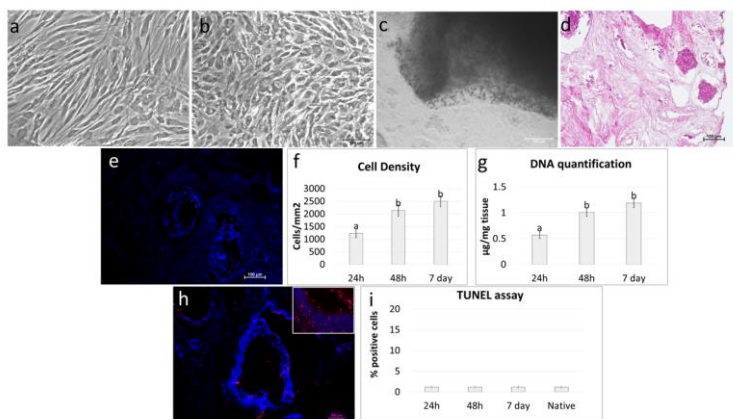 a
b
c
d
e
100 µm
f
Cell Density
Cells/mm2
3000
2500
2000
1500
1000
500
0
a
b
b
24h
48h
7 day
g
DNA quantification
µg/mg tissue
1.5
1
0.5
0
a
b
b
24h
48h
7 day
h
i
TUNEL assay
% positive cells
20
15
10
5
0
24h
48h
7 day
Native